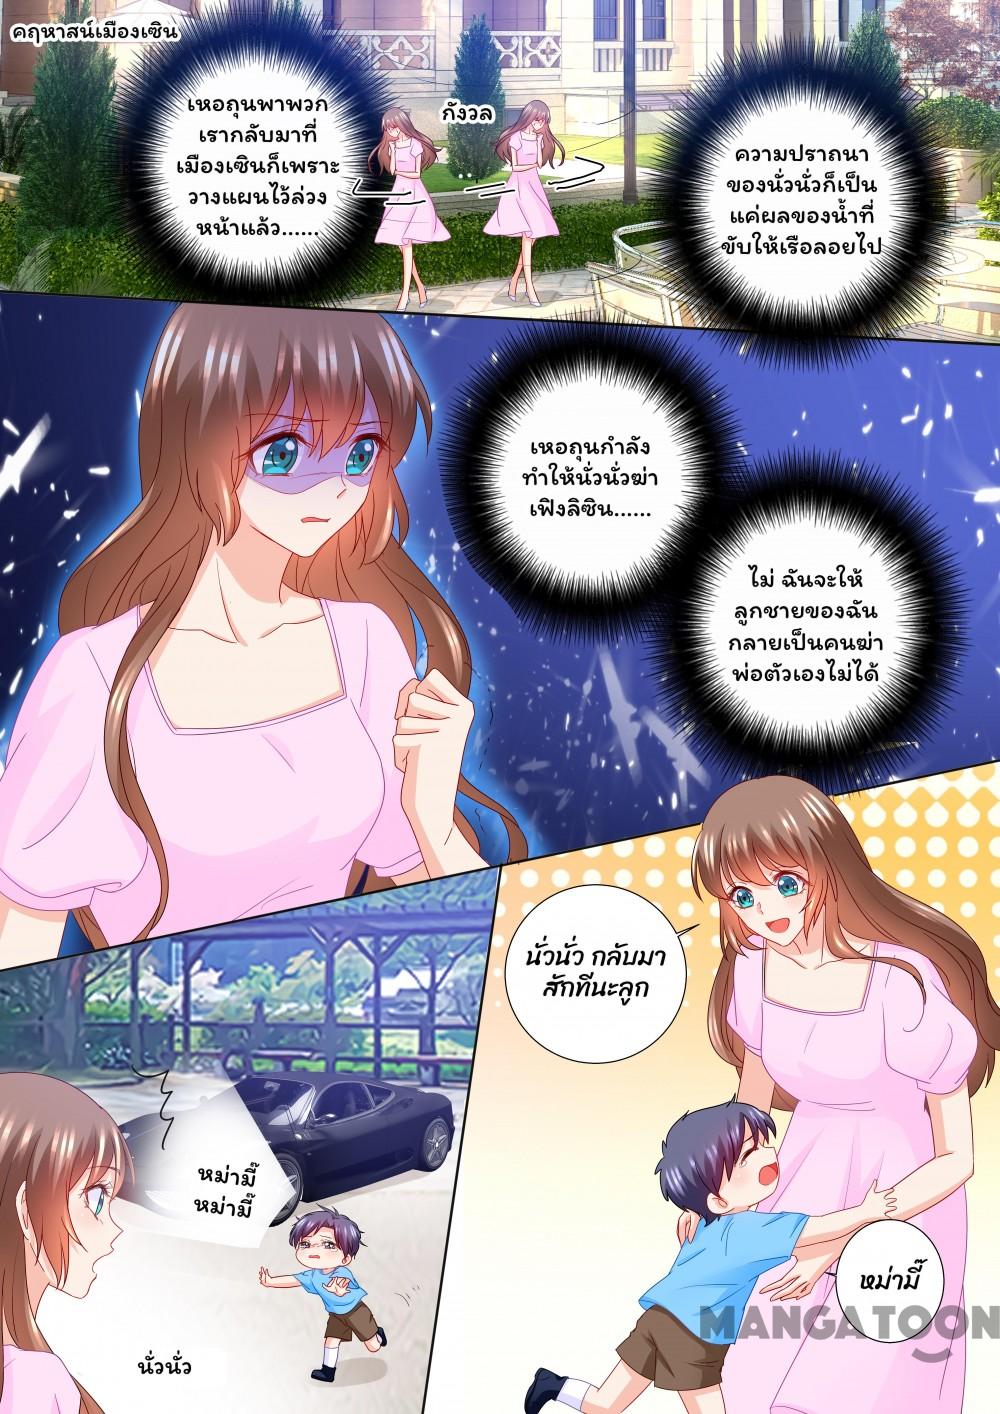 คฤหาสน์เมืองเซิน
เหอถุนพาพวก
เรากลับมาที่
เมืองเซินก็เพราะ
วางแผนไว้ล่วง
หน้าแล้ว......
กังวล
...
ความปราถนา
ของนั่วนั่วก็เป็น
แค่ผลของน้ำที่
ขับให้เรือลอยไป
เหอถุนกำลัง
ทำให้นั่วนั่วฆ่า
เฟิงลิซิน......
ไม่ ฉันจะให้
ลูกชายของฉัน
กลายเป็นคนฆ่า
พ่อตัวเองไม่ได้
หม่ามี๊
หม่ามี๊
นั่วนั่ว
นั่วนั่ว กลับมา
สักทีนะลูก
หม่ามี๊
MANGATOON